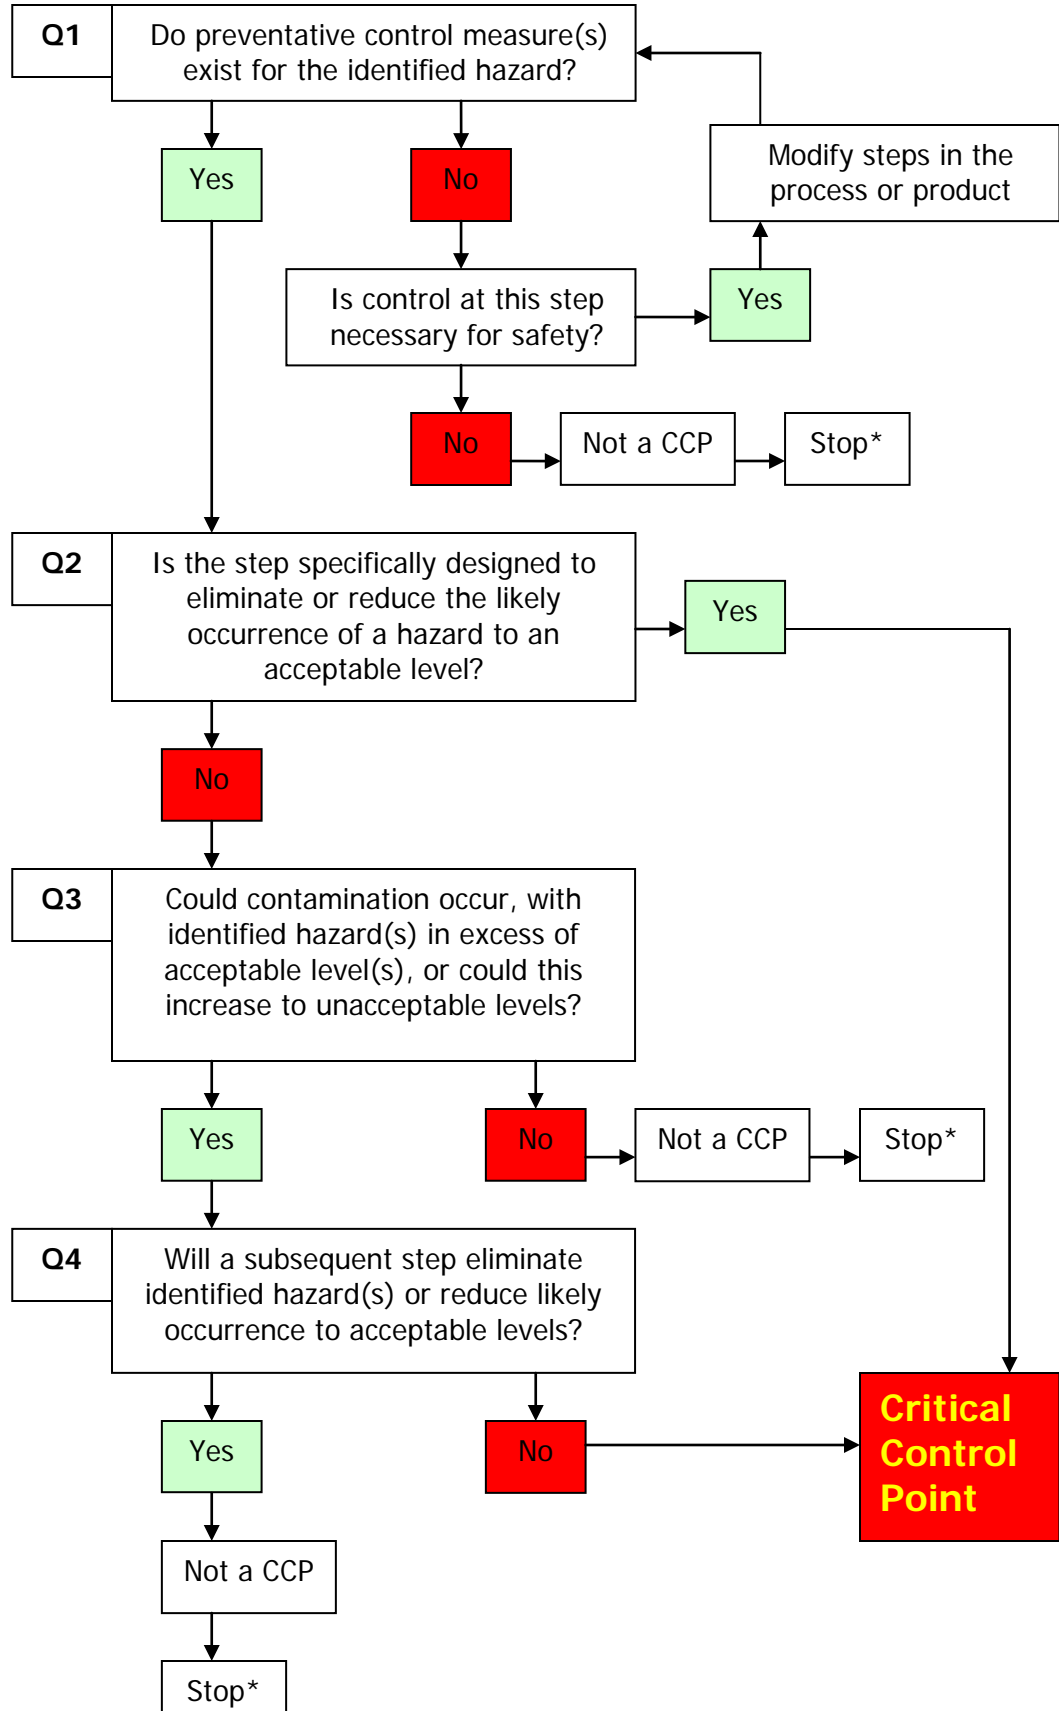 Q1
Do preventative control measure(s)
exist for the identified hazard?
Yes
No
Modify steps in the
process or product
Is control at this step
necessary for safety?
Yes
No
Not a CCP
Stop*
Q2
Is the step specifically designed to
eliminate or reduce the likely
occurrence of a hazard to an
acceptable level?
Yes
No
Q3
Could contamination occur, with
identified hazard(s) in excess of
acceptable level(s), or could this
increase to unacceptable levels?
Yes
No
Not a CCP
Stop*
Q4
Will a subsequent step eliminate
identified hazard(s) or reduce likely
occurrence to acceptable levels?
Yes
No
Critical
Control
Point
Not a CCP
Stop*